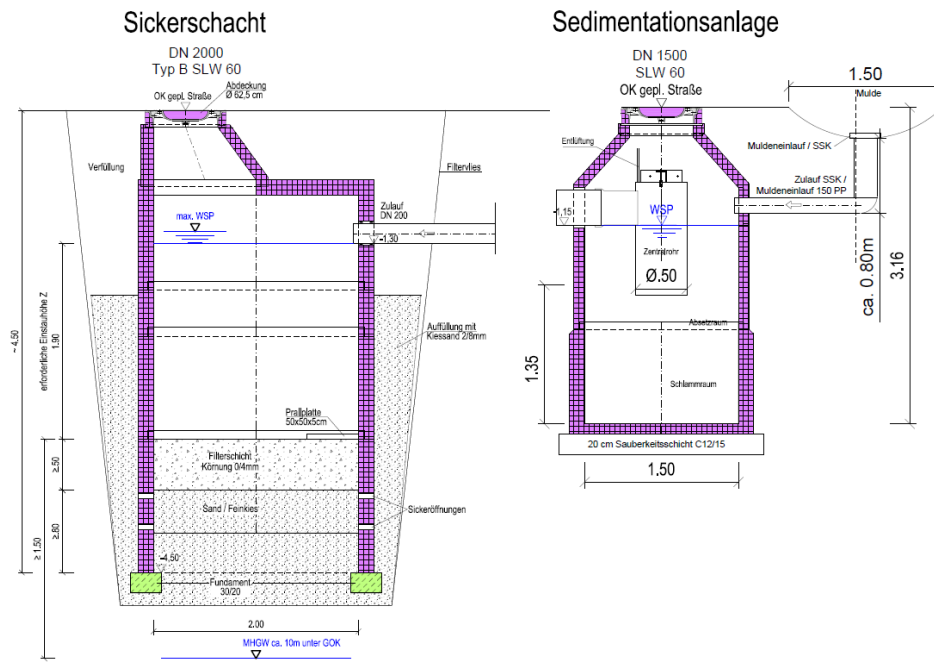 Sickerschacht
DN 2000
Typ B SLW 60
OK gepl. Straße
Abdeckung
Ø 62,5 cm
Verfüllung
Filtervlies
max. WSP
Zulauf
DN 200
-1.30
~ 4.50
erforderliche Einstauhöhe Z
1.90
Auffüllung mit
Kiessand 2/8mm
Prallplatte
50x50x5cm
Filterschicht
Körnung 0/4mm
≥.50
Sand / Feinkies
Sickeröffnungen
≥.80
≥ 1.50
-4,50
Fundament
30/20
2.00
MHGW ca. 10m unter GOK
Sedimentationsanlage
DN 1500
SLW 60
OK gepl. Straße
1.50
Mulde
Entlüftung
Muldeneinlauf / SSK
Zulauf SSK /
Muldeneinlauf 150 PP
-1,15
WSP
Zentralrohr
Ø.50
ca. 0.80m
3.16
Absetzraum
1.35
Schlammraum
20 cm Sauberkeitsschicht C12/15
1.50